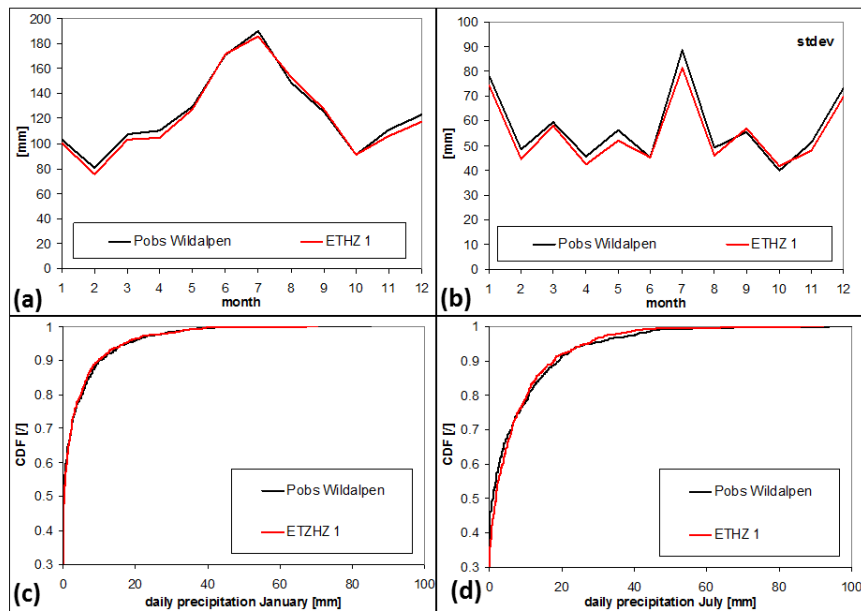 200
180
160
140
120
100
80
60
40
20
0
[mm]
Pobs Wildalpen
ETHZ 1
1 2 3 4 5 6 7 8 9 10 11 12
month
(a)
stdev
100
90
80
70
60
50
40
30
20
10
0
[mm]
Pobs Wildalpen
ETHZ 1
1 2 3 4 5 6 7 8 9 10 11 12
month
(b)
1
0.9
0.8
0.7
0.6
0.5
0.4
0.3
CDF [/]
Pobs Wildalpen
ETZHZ 1
0 20 40 60 80 100
daily precipitation January [mm]
(c)
1
0.9
0.8
0.7
0.6
0.5
0.4
0.3
CDF [/]
Pobs Wildalpen
ETHZ 1
0 20 40 60 80 100
daily precipitation July [mm]
(d)